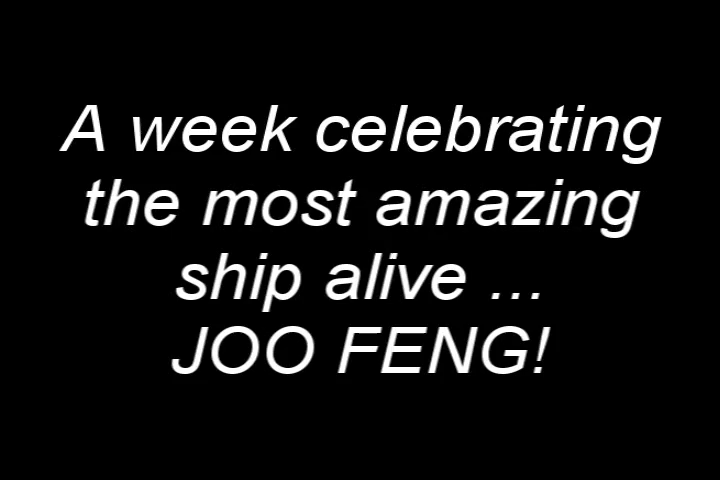 A week celebrating
the most amazing
ship alive ...
JOO FENG!